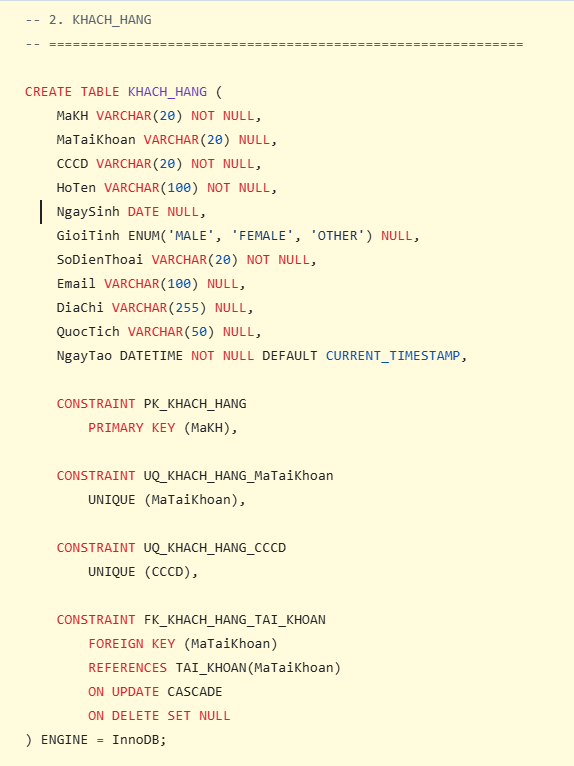 -- 2. KHACH_HANG
-- ============================================================
CREATE TABLE KHACH_HANG (
MaKH VARCHAR(20) NOT NULL,
MaTaiKhoan VARCHAR(20) NULL,
CCCD VARCHAR(20) NOT NULL,
HoTen VARCHAR(100) NOT NULL,
NgaySinh DATE NULL,
GioiTinh ENUM('MALE', 'FEMALE', 'OTHER') NULL,
SoDienThoai VARCHAR(20) NOT NULL,
Email VARCHAR(100) NULL,
DiaChi VARCHAR(255) NULL,
QuocTich VARCHAR(50) NULL,
NgayTao DATETIME NOT NULL DEFAULT CURRENT_TIMESTAMP,
CONSTRAINT PK_KHACH_HANG
PRIMARY KEY (MaKH),
CONSTRAINT UQ_KHACH_HANG_MaTaiKhoan
UNIQUE (MaTaiKhoan),
CONSTRAINT UQ_KHACH_HANG_CCCD
UNIQUE (CCCD),
CONSTRAINT FK_KHACH_HANG_TAI_KHOAN
FOREIGN KEY (MaTaiKhoan)
REFERENCES TAI_KHOAN(MaTaiKhoan)
ON UPDATE CASCADE
ON DELETE SET NULL
) ENGINE = InnoDB;